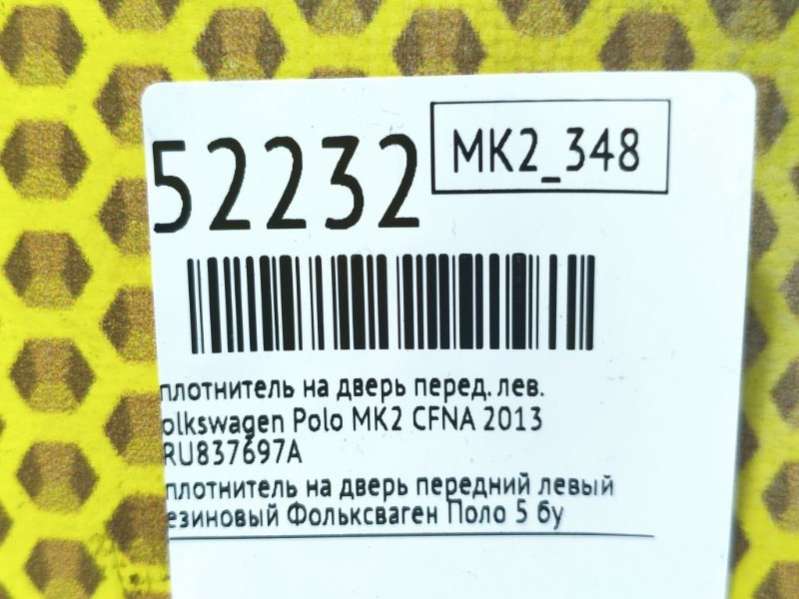 52232
MK2_348
плотнитель на дверь перед. лев.
olkswagen Polo MK2 CFNA 2013
RU837697A
плотнитель на дверь передний левый
езиновый Фольксваген Поло 5 бу